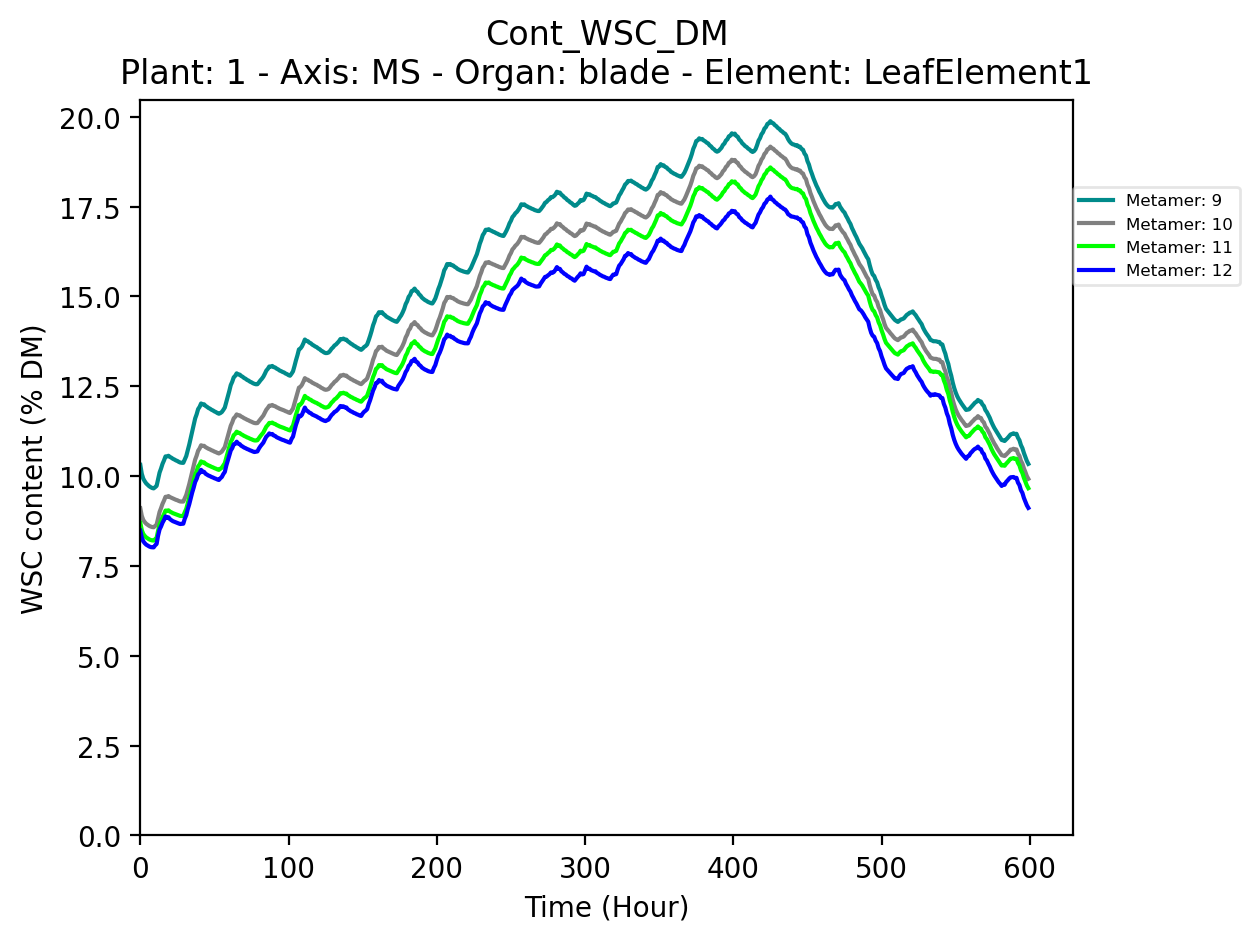 Cont_WSC_DM
Plant: 1 - Axis: MS - Organ: blade - Element: LeafElement1
20.0
17.5
15.0
12.5
10.0
7.5
5.0
2.5
0.0
WSC content (% DM)
0 100 200 300 400 500 600
Time (Hour)
Metamer: 9
Metamer: 10
Metamer: 11
Metamer: 12